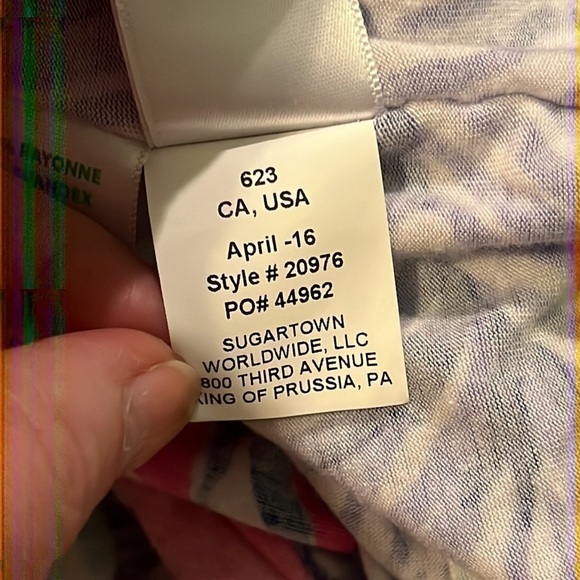 RAYONNE
623
CA, USA
April -16
Style # 20976
PO# 44962
SUGARTOWN
WORLDWIDE, LLC
800 THIRD AVENUE
KING OF PRUSSIA, PA